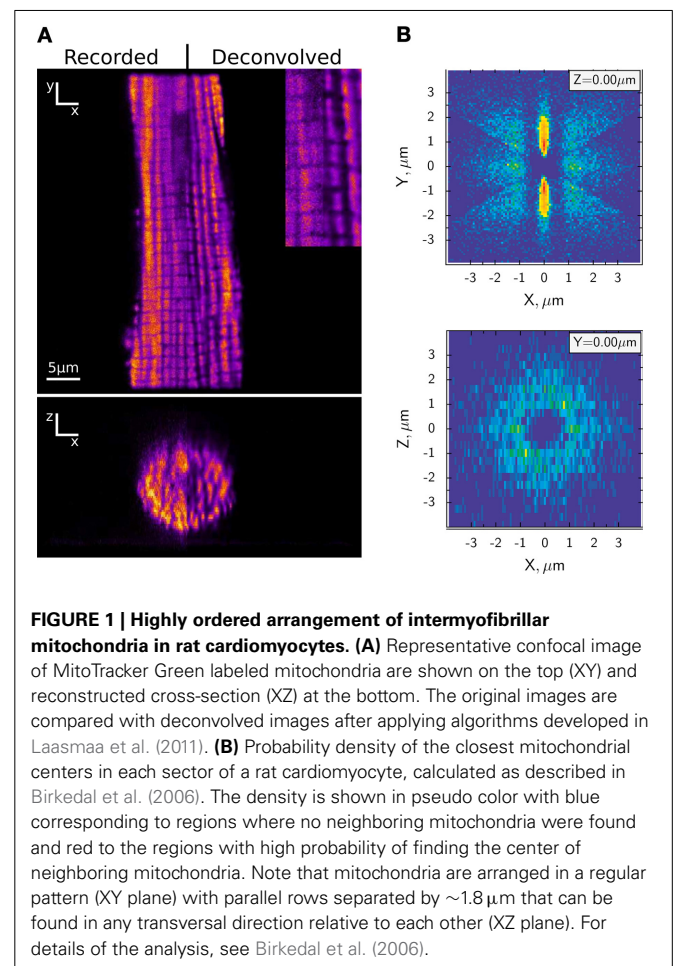 A
Recorded | Deconvolved
y
x
5μm
z
x
B
Z=0.00μm
3
2
1
0
-1
-2
-3
Y, μm
-3 -2 -1 0 1 2 3
X, μm
Y=0.00μm
3
2
1
0
-1
-2
-3
Z, μm
-3 -2 -1 0 1 2 3
X, μm
FIGURE 1 | Highly ordered arrangement of intermyofibrillar
mitochondria in rat cardiomyocytes. (A) Representative confocal image
of MitoTracker Green labeled mitochondria are shown on the top (XY) and
reconstructed cross-section (XZ) at the bottom. The original images are
compared with deconvolved images after applying algorithms developed in
Laasmaa et al. (2011). (B) Probability density of the closest mitochondrial
centers in each sector of a rat cardiomyocyte, calculated as described in
Birkedal et al. (2006). The density is shown in pseudo color with blue
corresponding to regions where no neighboring mitochondria were found
and red to the regions with high probability of finding the center of
neighboring mitochondria. Note that mitochondria are arranged in a regular
pattern (XY plane) with parallel rows separated by ∼1.8 μm that can be
found in any transversal direction relative to each other (XZ plane). For
details of the analysis, see Birkedal et al. (2006).